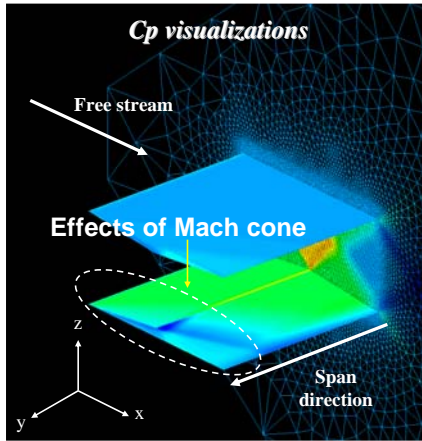 Cp visualizations
Free stream
Effects of Mach cone
z
y
x
Span
direction